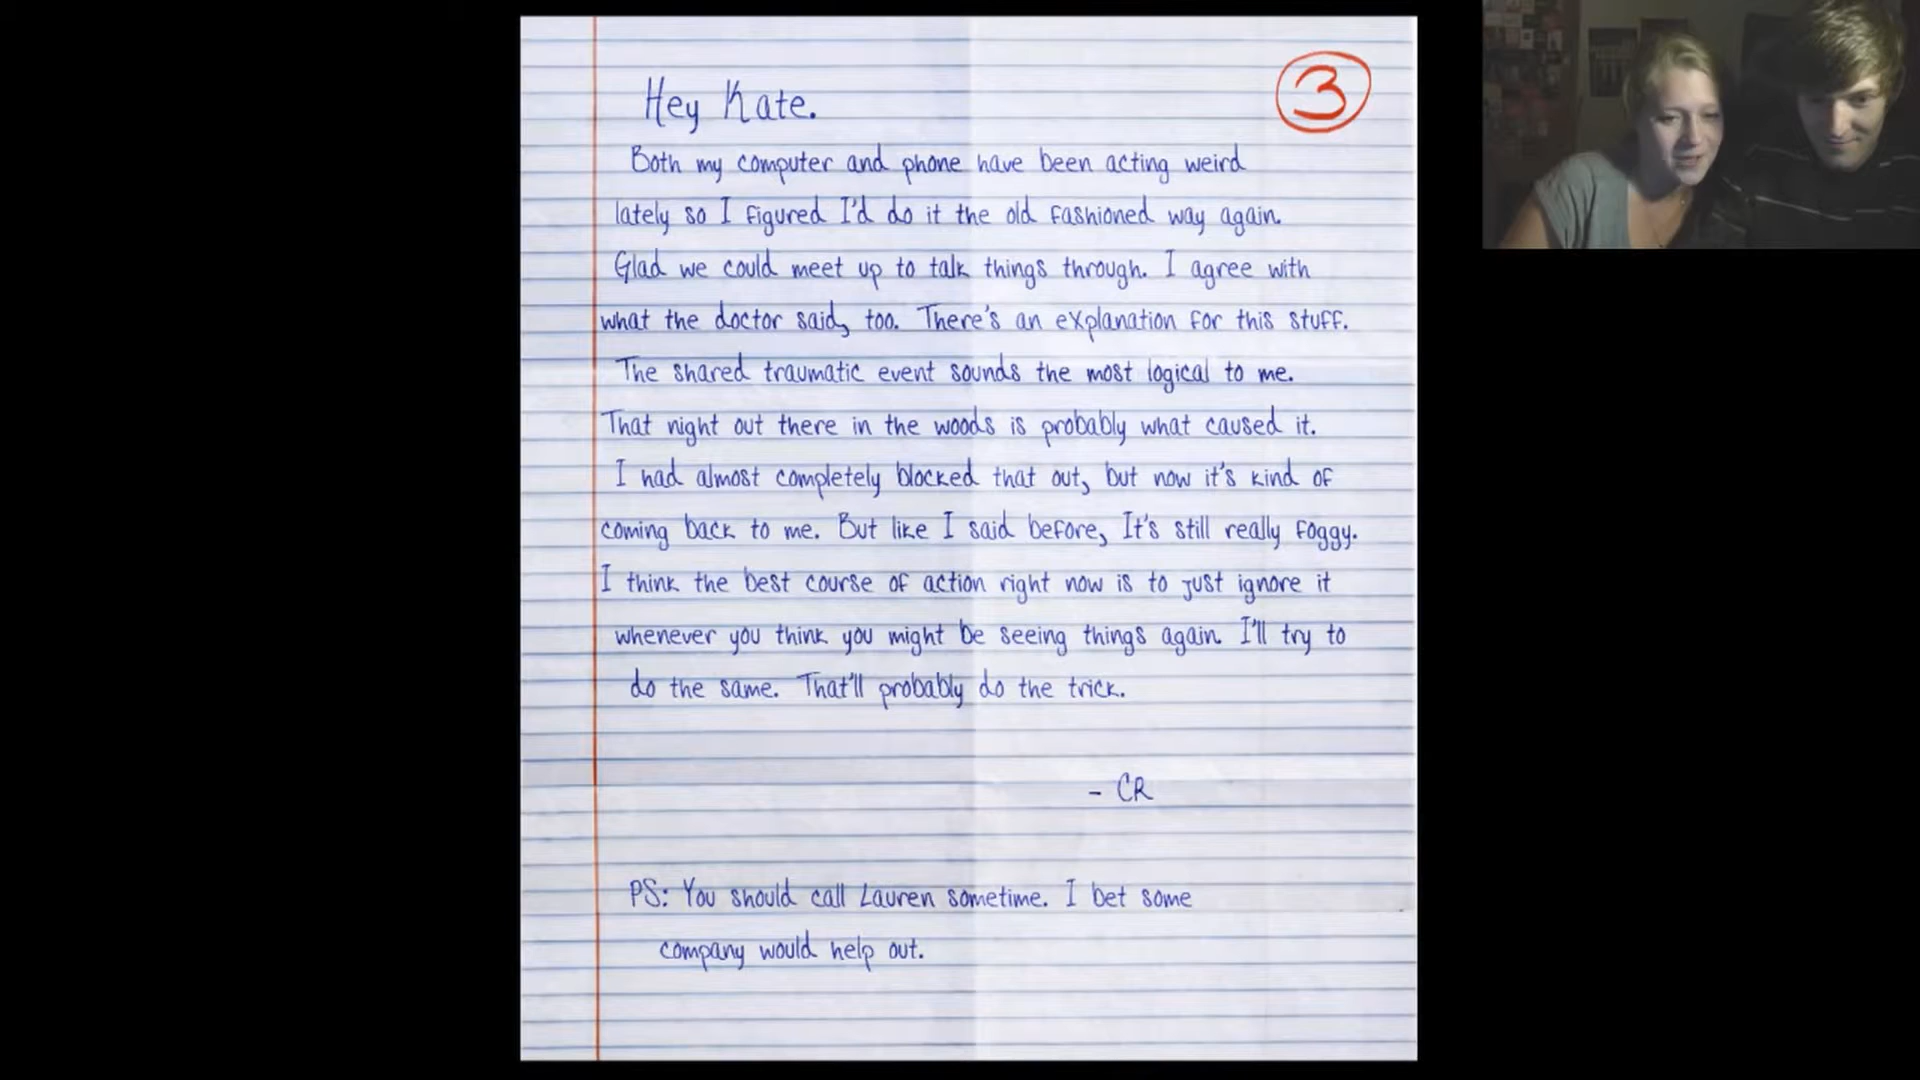 Hey Kate.
3
Both my computer and phone have been acting weird
lately so I figured I'd do it the old fashioned way again.
Glad we could meet up to talk things through. I agree with
what the doctor said, too. There's an explanation for this stuff.
The shared traumatic event sounds the most logical to me.
That night out there in the woods is probably what caused it.
I had almost completely blocked that out, but now it's kind of
coming back to me. But like I said before, It's still really foggy.
I think the best course of action right now is to just ignore it
whenever you think you might be seeing things again. I'll try to
do the same. That'll probably do the trick.
- CR
PS: You should call Lauren sometime. I bet some
company would help out.